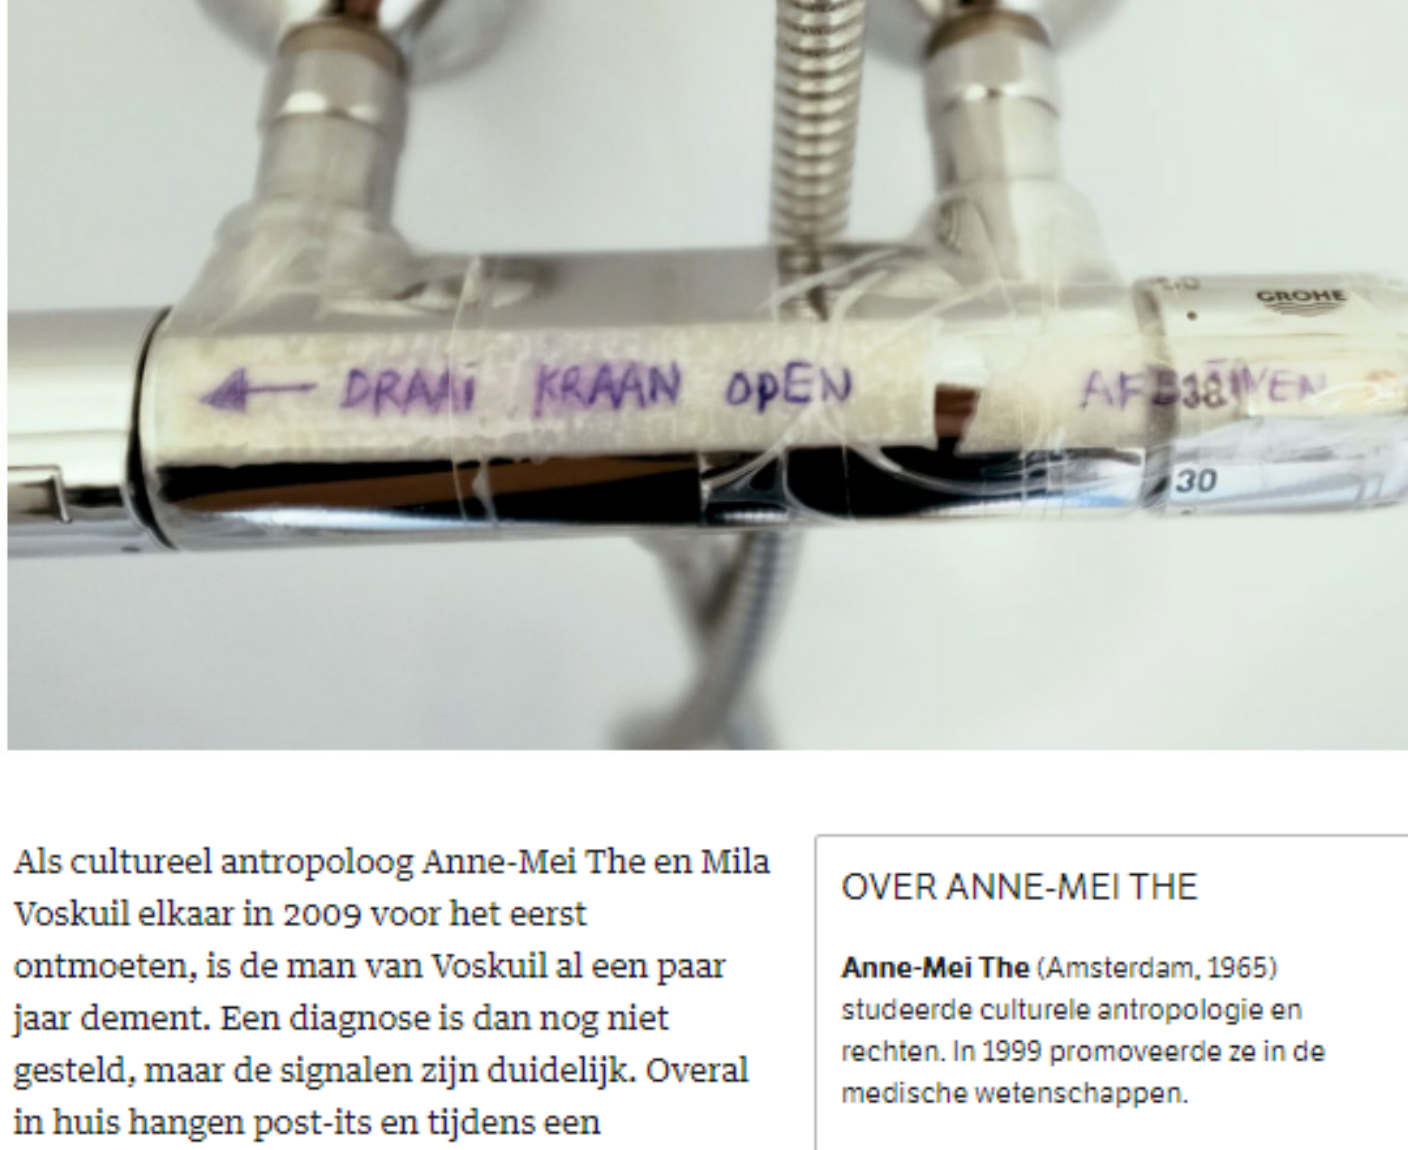 GROHE
← DRAAI KRAAN OPEN
38
30
Als cultureel antropoloog Anne-Mei The en Mila
Voskuil elkaar in 2009 voor het eerst
ontmoeten, is de man van Voskuil al een paar
jaar dement. Een diagnose is dan nog niet
gesteld, maar de signalen zijn duidelijk. Overal
in huis hangen post-its en tijdens een
OVER ANNE-MEI THE
Anne-Mei The (Amsterdam, 1965)
studeerde culturele antropologie en
rechten. In 1999 promoveerde ze in de
medische wetenschappen.